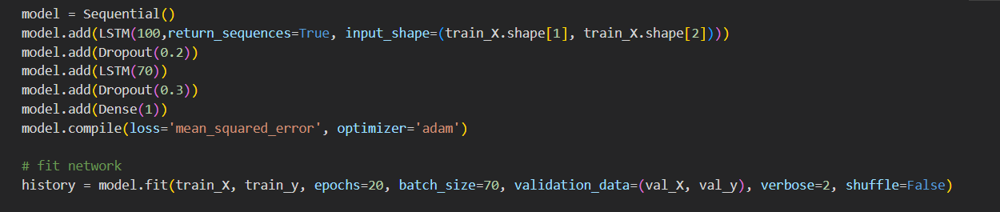 model = Sequential()
model.add(LSTM(100,return_sequences=True, input_shape=(train_X.shape[1], train_X.shape[2])))
model.add(Dropout(0.2))
model.add(LSTM(70))
model.add(Dropout(0.3))
model.add(Dense(1))
model.compile(loss='mean_squared_error', optimizer='adam')
# fit network
history = model.fit(train_X, train_y, epochs=20, batch_size=70, validation_data=(val_X, val_y), verbose=2, shuffle=False)